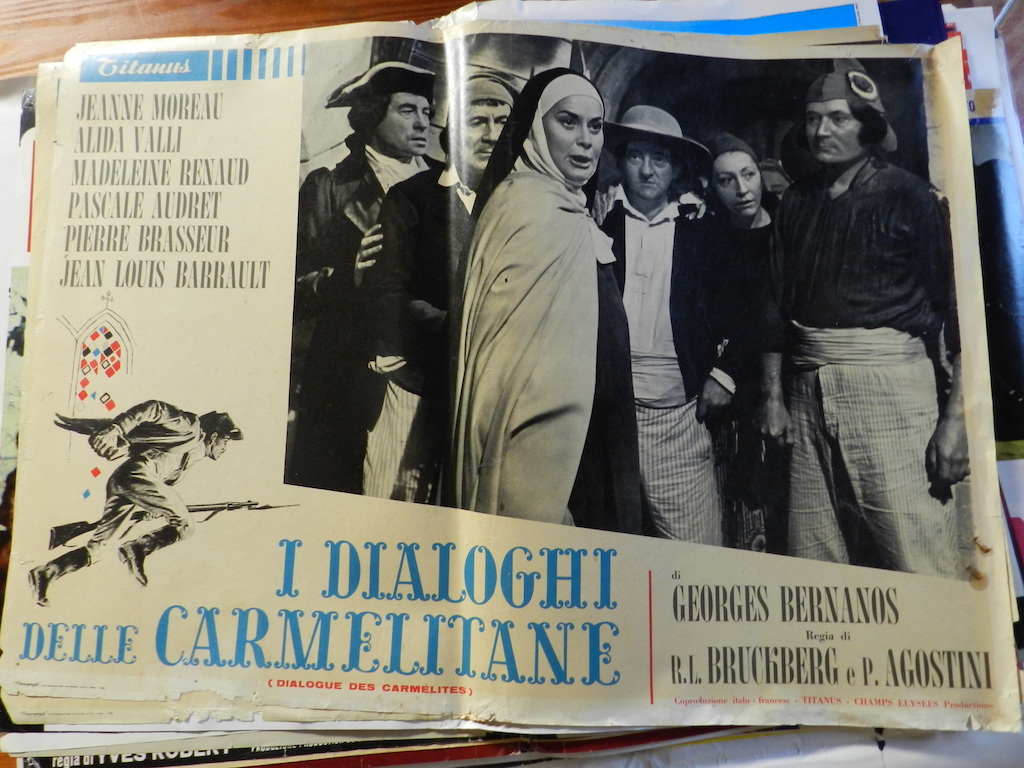 Titanus
JEANNE MOREAU
ALIDA VALLI
MADELEINE RENAUD
PASCALE AUDRET
PIERRE BRASSEUR
JEAN LOUIS BARRAULT
I DIALOGHI
DELLE CARMELITANE
( DIALOGUE DES CARMÉLITES )
di
GEORGES BERNANOS
Regia di
R.L. BRUCKBERG e P. AGOSTINI
Coproduzione italo - francese - TITANUS - CHAMPS ELYSEES Productions
regia di YVES ROBERT